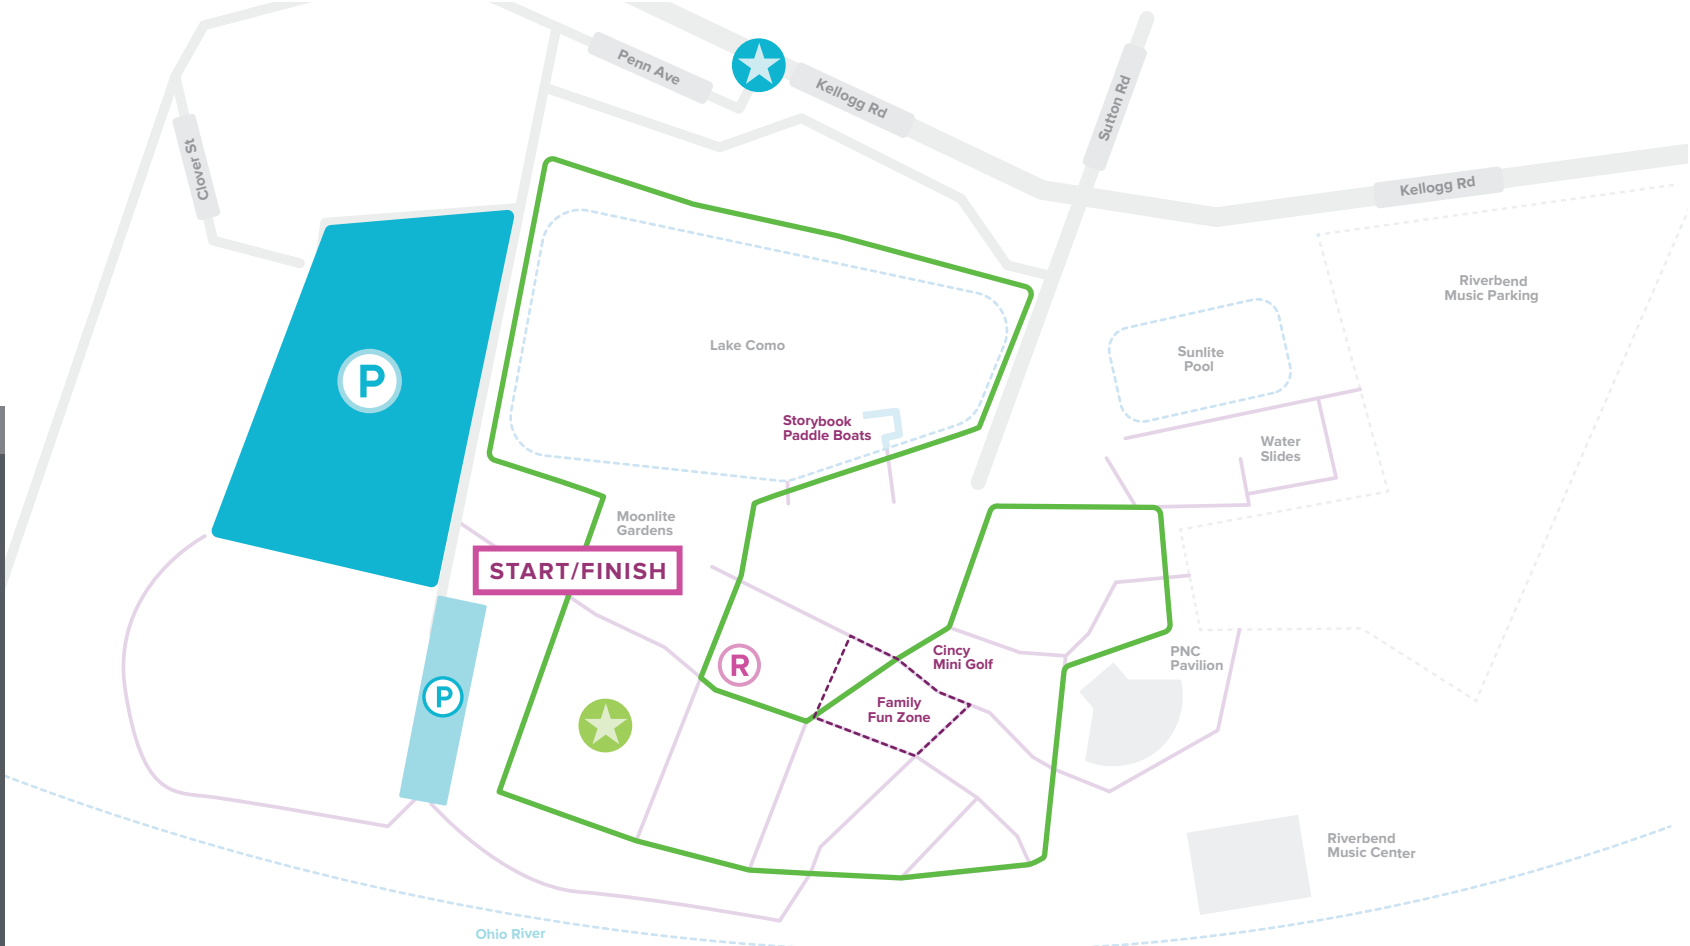 Penn Ave
Kellogg Rd
Sutton Rd
Clover St
Kellogg Rd
Riverbend
Music Parking
Lake Como
Sunlite
Pool
P
Storybook
Paddle Boats
Water
Slides
Moonlite
Gardens
START/FINISH
R
Cincy
Mini Golf
PNC
Pavilion
P
Family
Fun Zone
Riverbend
Music Center
Ohio River